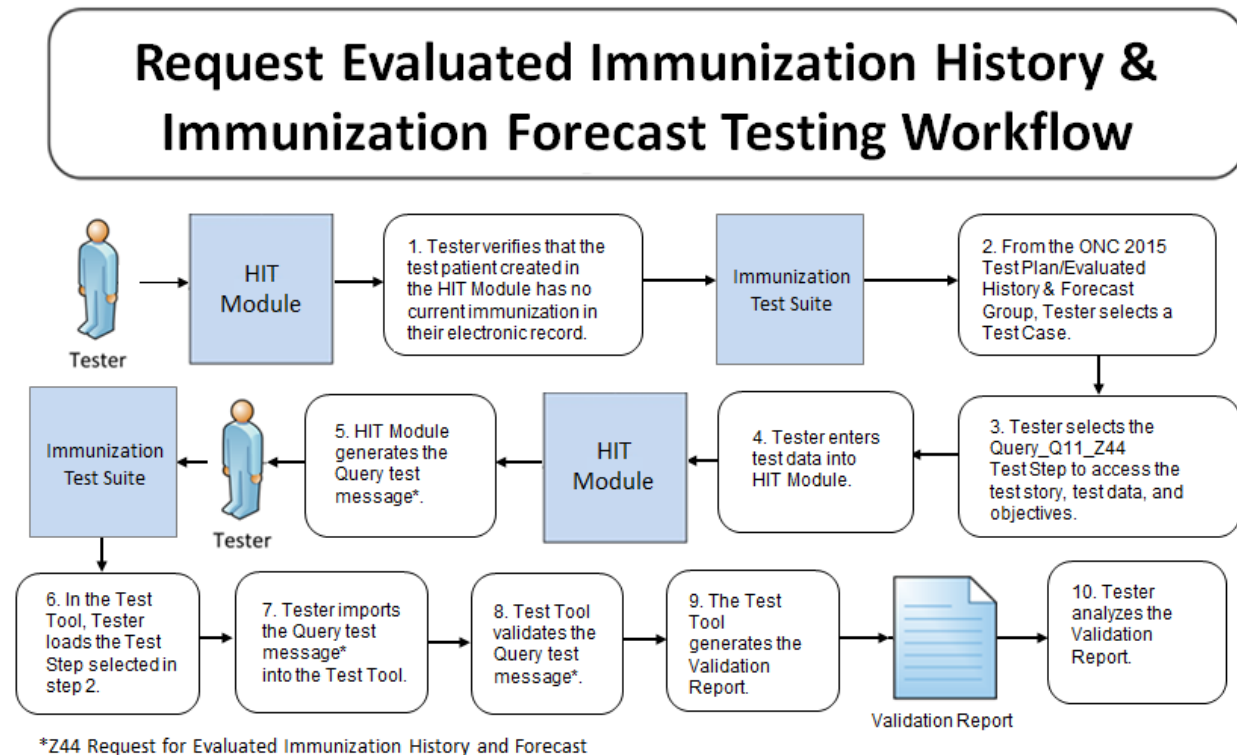 Request Evaluated Immunization History &
Immunization Forecast Testing Workflow
Tester
HIT
Module
1. Tester verifies that the
test patient created in
the HIT Module has no
current immunization in
their electronic record.
Immunization
Test Suite
2. From the ONC 2015
Test Plan/Evaluated
History & Forecast
Group, Tester selects a
Test Case.
3. Tester selects the
Query_Q11_Z44
Test Step to access the
test story, test data, and
objectives.
4. Tester enters
test data into
HIT Module.
HIT
Module
5. HIT Module
generates the
Query test
message*.
Tester
Immunization
Test Suite
6. In the Test
Tool, Tester
loads the Test
Step selected in
step 2.
7. Tester imports
the Query test
message*
into the Test Tool.
8. Test Tool
validates the
Query test
message*.
9. The Test
Tool
generates the
Validation
Report.
Validation Report
10. Tester
analyzes the
Validation
Report.
*Z44 Request for Evaluated Immunization History and Forecast